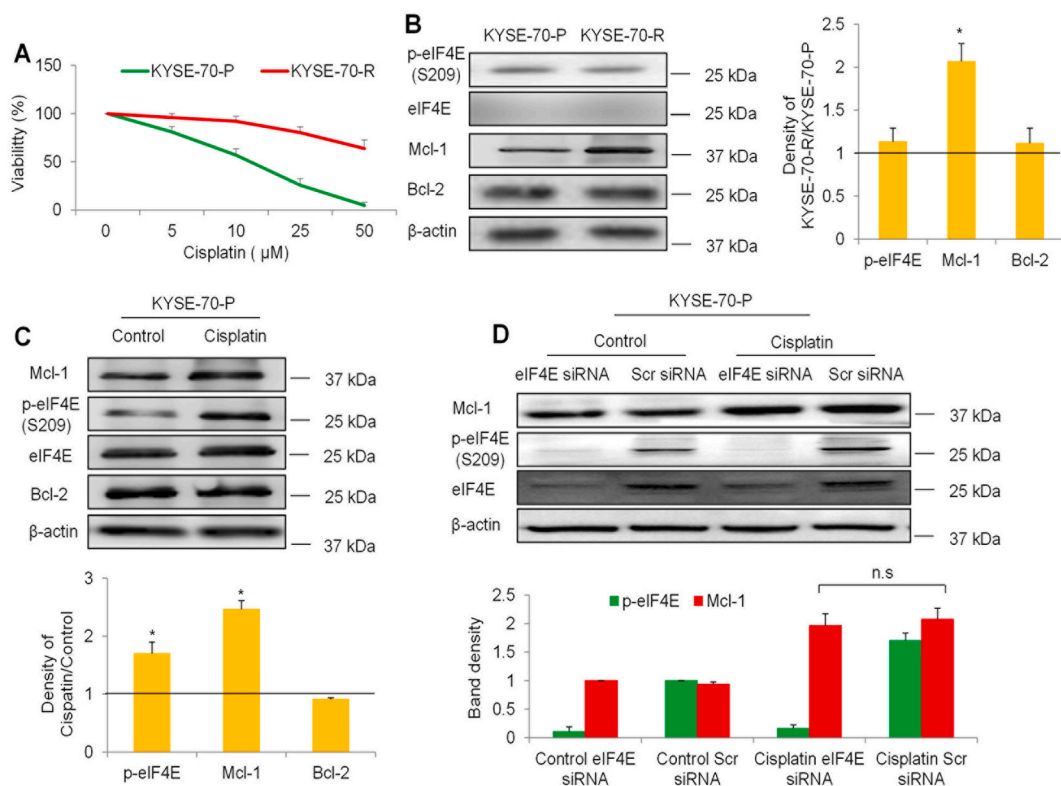 A
KYSE-70-P KYSE-70-R
Viabilitty (%)
150
100
50
0
0 5 10 25 50
Cisplatin ( µM)
B
KYSE-70-P KYSE-70-R
p-eIF4E
(S209)
25 kDa
eIF4E
25 kDa
Mcl-1
37 kDa
Bcl-2
25 kDa
β-actin
37 kDa
Density of
KYSE-70-R/KYSE-70-P
2.5
2
1.5
1
0.5
0
*
p-eIF4E Mcl-1 Bcl-2
C
KYSE-70-P
Control Cisplatin
Mcl-1
37 kDa
p-eIF4E
(S209)
25 kDa
eIF4E
25 kDa
Bcl-2
25 kDa
β-actin
37 kDa
Density of
Cispatin/Control
3
2
1
0
* *
p-eIF4E Mcl-1 Bcl-2
D
KYSE-70-P
Control Cisplatin
eIF4E siRNA Scr siRNA eIF4E siRNA Scr siRNA
Mcl-1
37 kDa
p-eIF4E
(S209)
25 kDa
eIF4E
25 kDa
β-actin
37 kDa
p-eIF4E Mcl-1
n.s
Band density
2.5
2
1.5
1
0.5
0
Control eIF4E Control Scr Cisplatin eIF4E Cisplatin Scr
siRNA siRNA siRNA siRNA